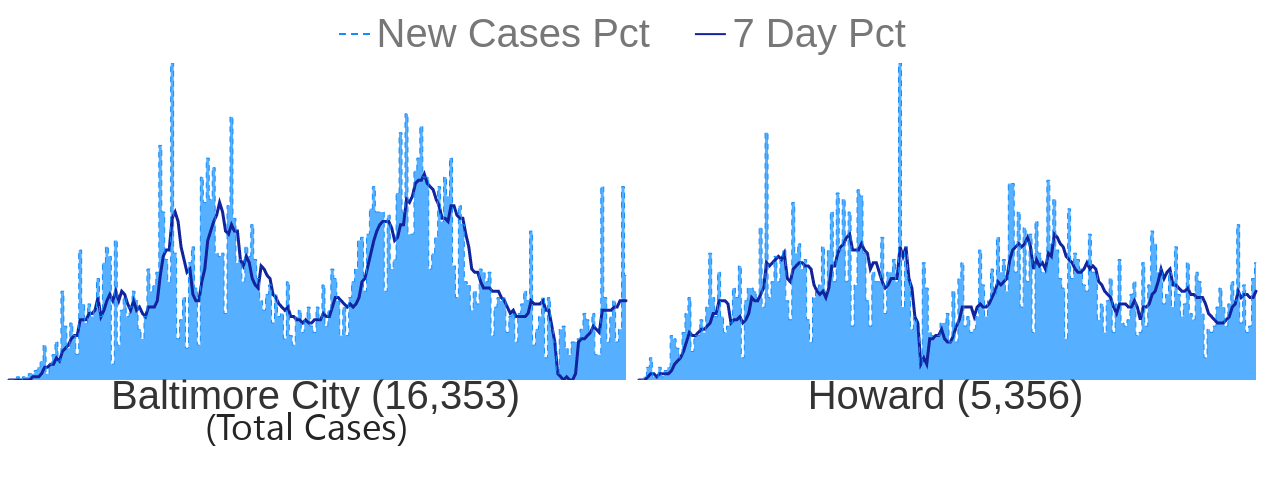 New Cases Pct 7 Day Pct
Baltimore City (16,353)
(Total Cases)
Howard (5,356)